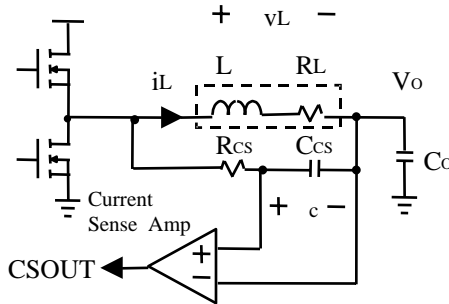 + vL −
iL L RL
VO
RCS CCS
CO
+ c −
Current
Sense Amp
+
CSOUT
−